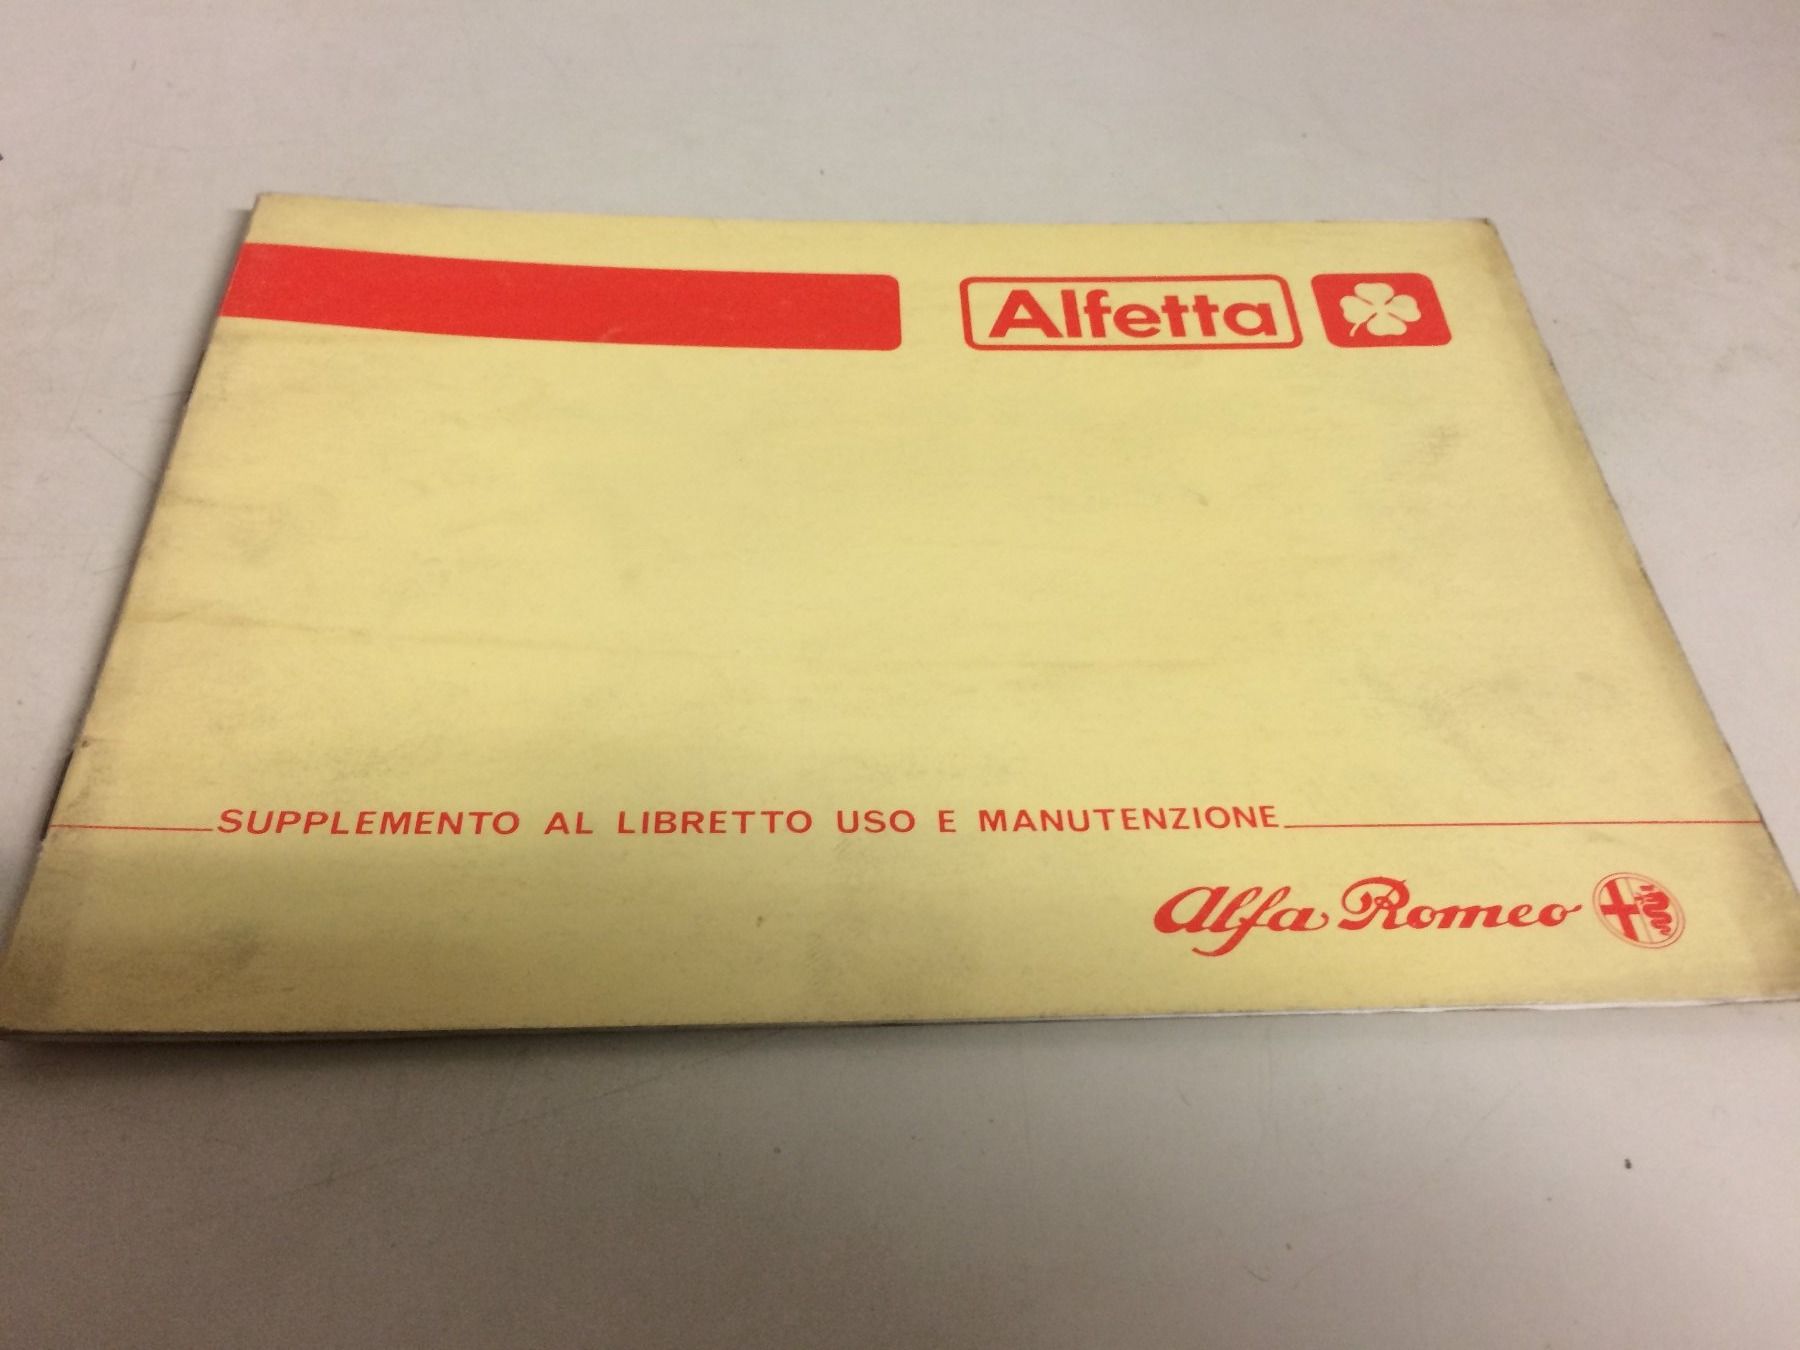 Alfetta
SUPPLEMENTO AL LIBRETTO USO E MANUTENZIONE
Alfa Romeo